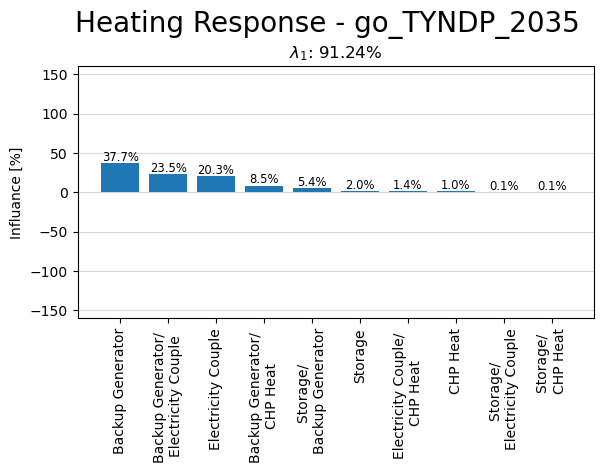 Heating Response - go_TYNDP_2035
λ₁: 91.24%
Influance [%]
150
100
50
0
−50
−100
−150
37.7%
23.5%
20.3%
8.5%
5.4%
2.0%
1.4%
1.0%
0.1%
0.1%
Backup Generator
Backup Generator/
Electricity Couple
Electricity Couple
Backup Generator/
CHP Heat
Storage/
Backup Generator
Storage
Electricity Couple/
CHP Heat
CHP Heat
Storage/
Electricity Couple
Storage/
CHP Heat